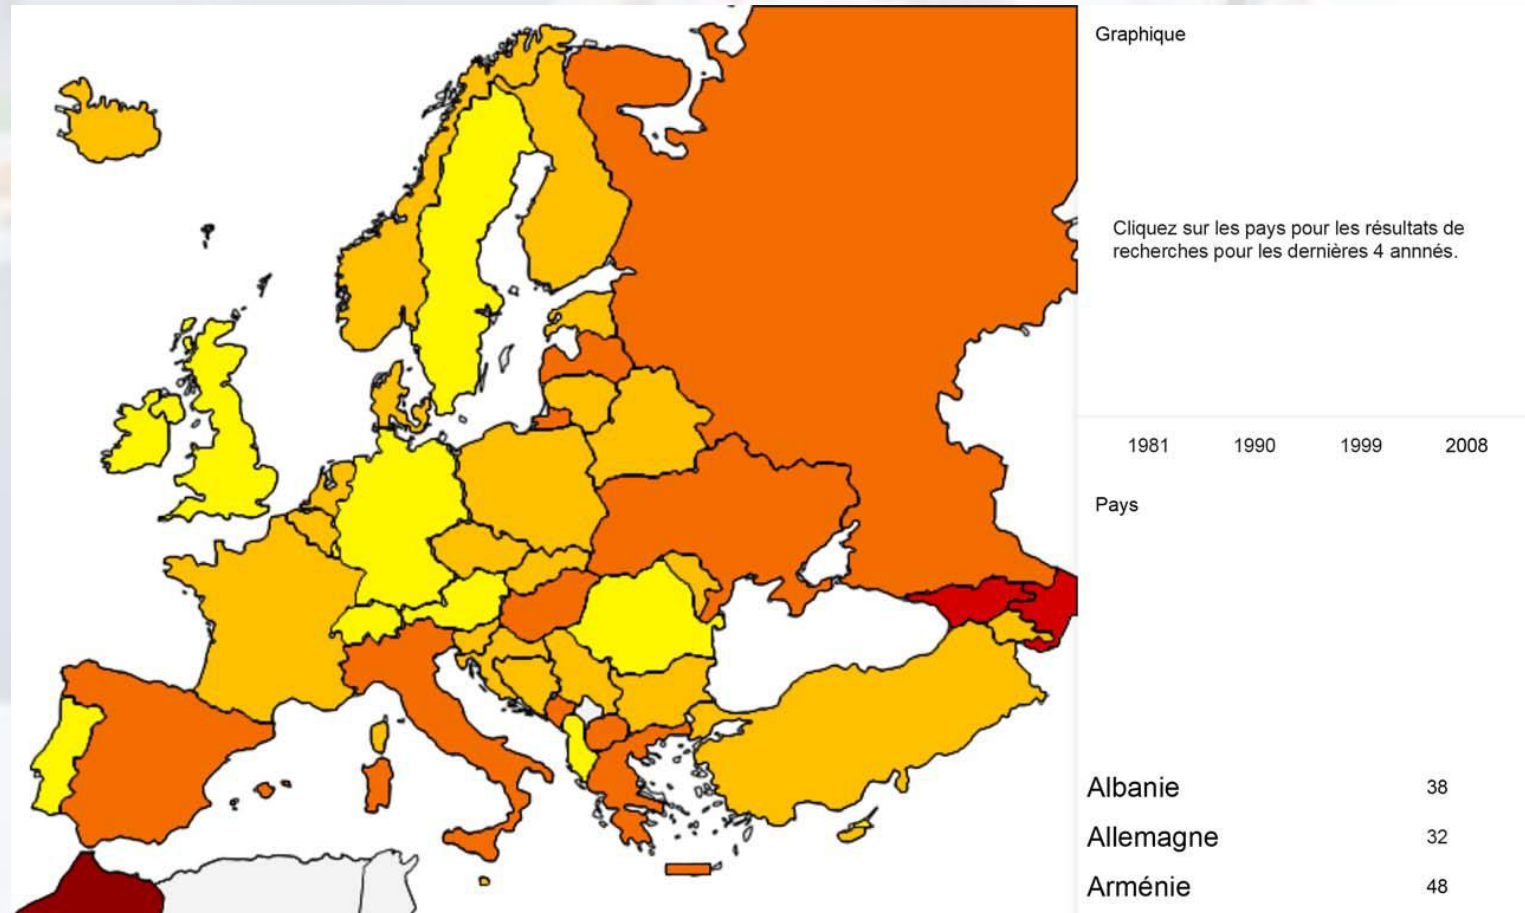 Graphique
Cliquez sur les pays pour les résultats de
recherches pour les dernières 4 annnés.
1981 1990 1999 2008
Pays
Albanie 38
Allemagne 32
Arménie 48